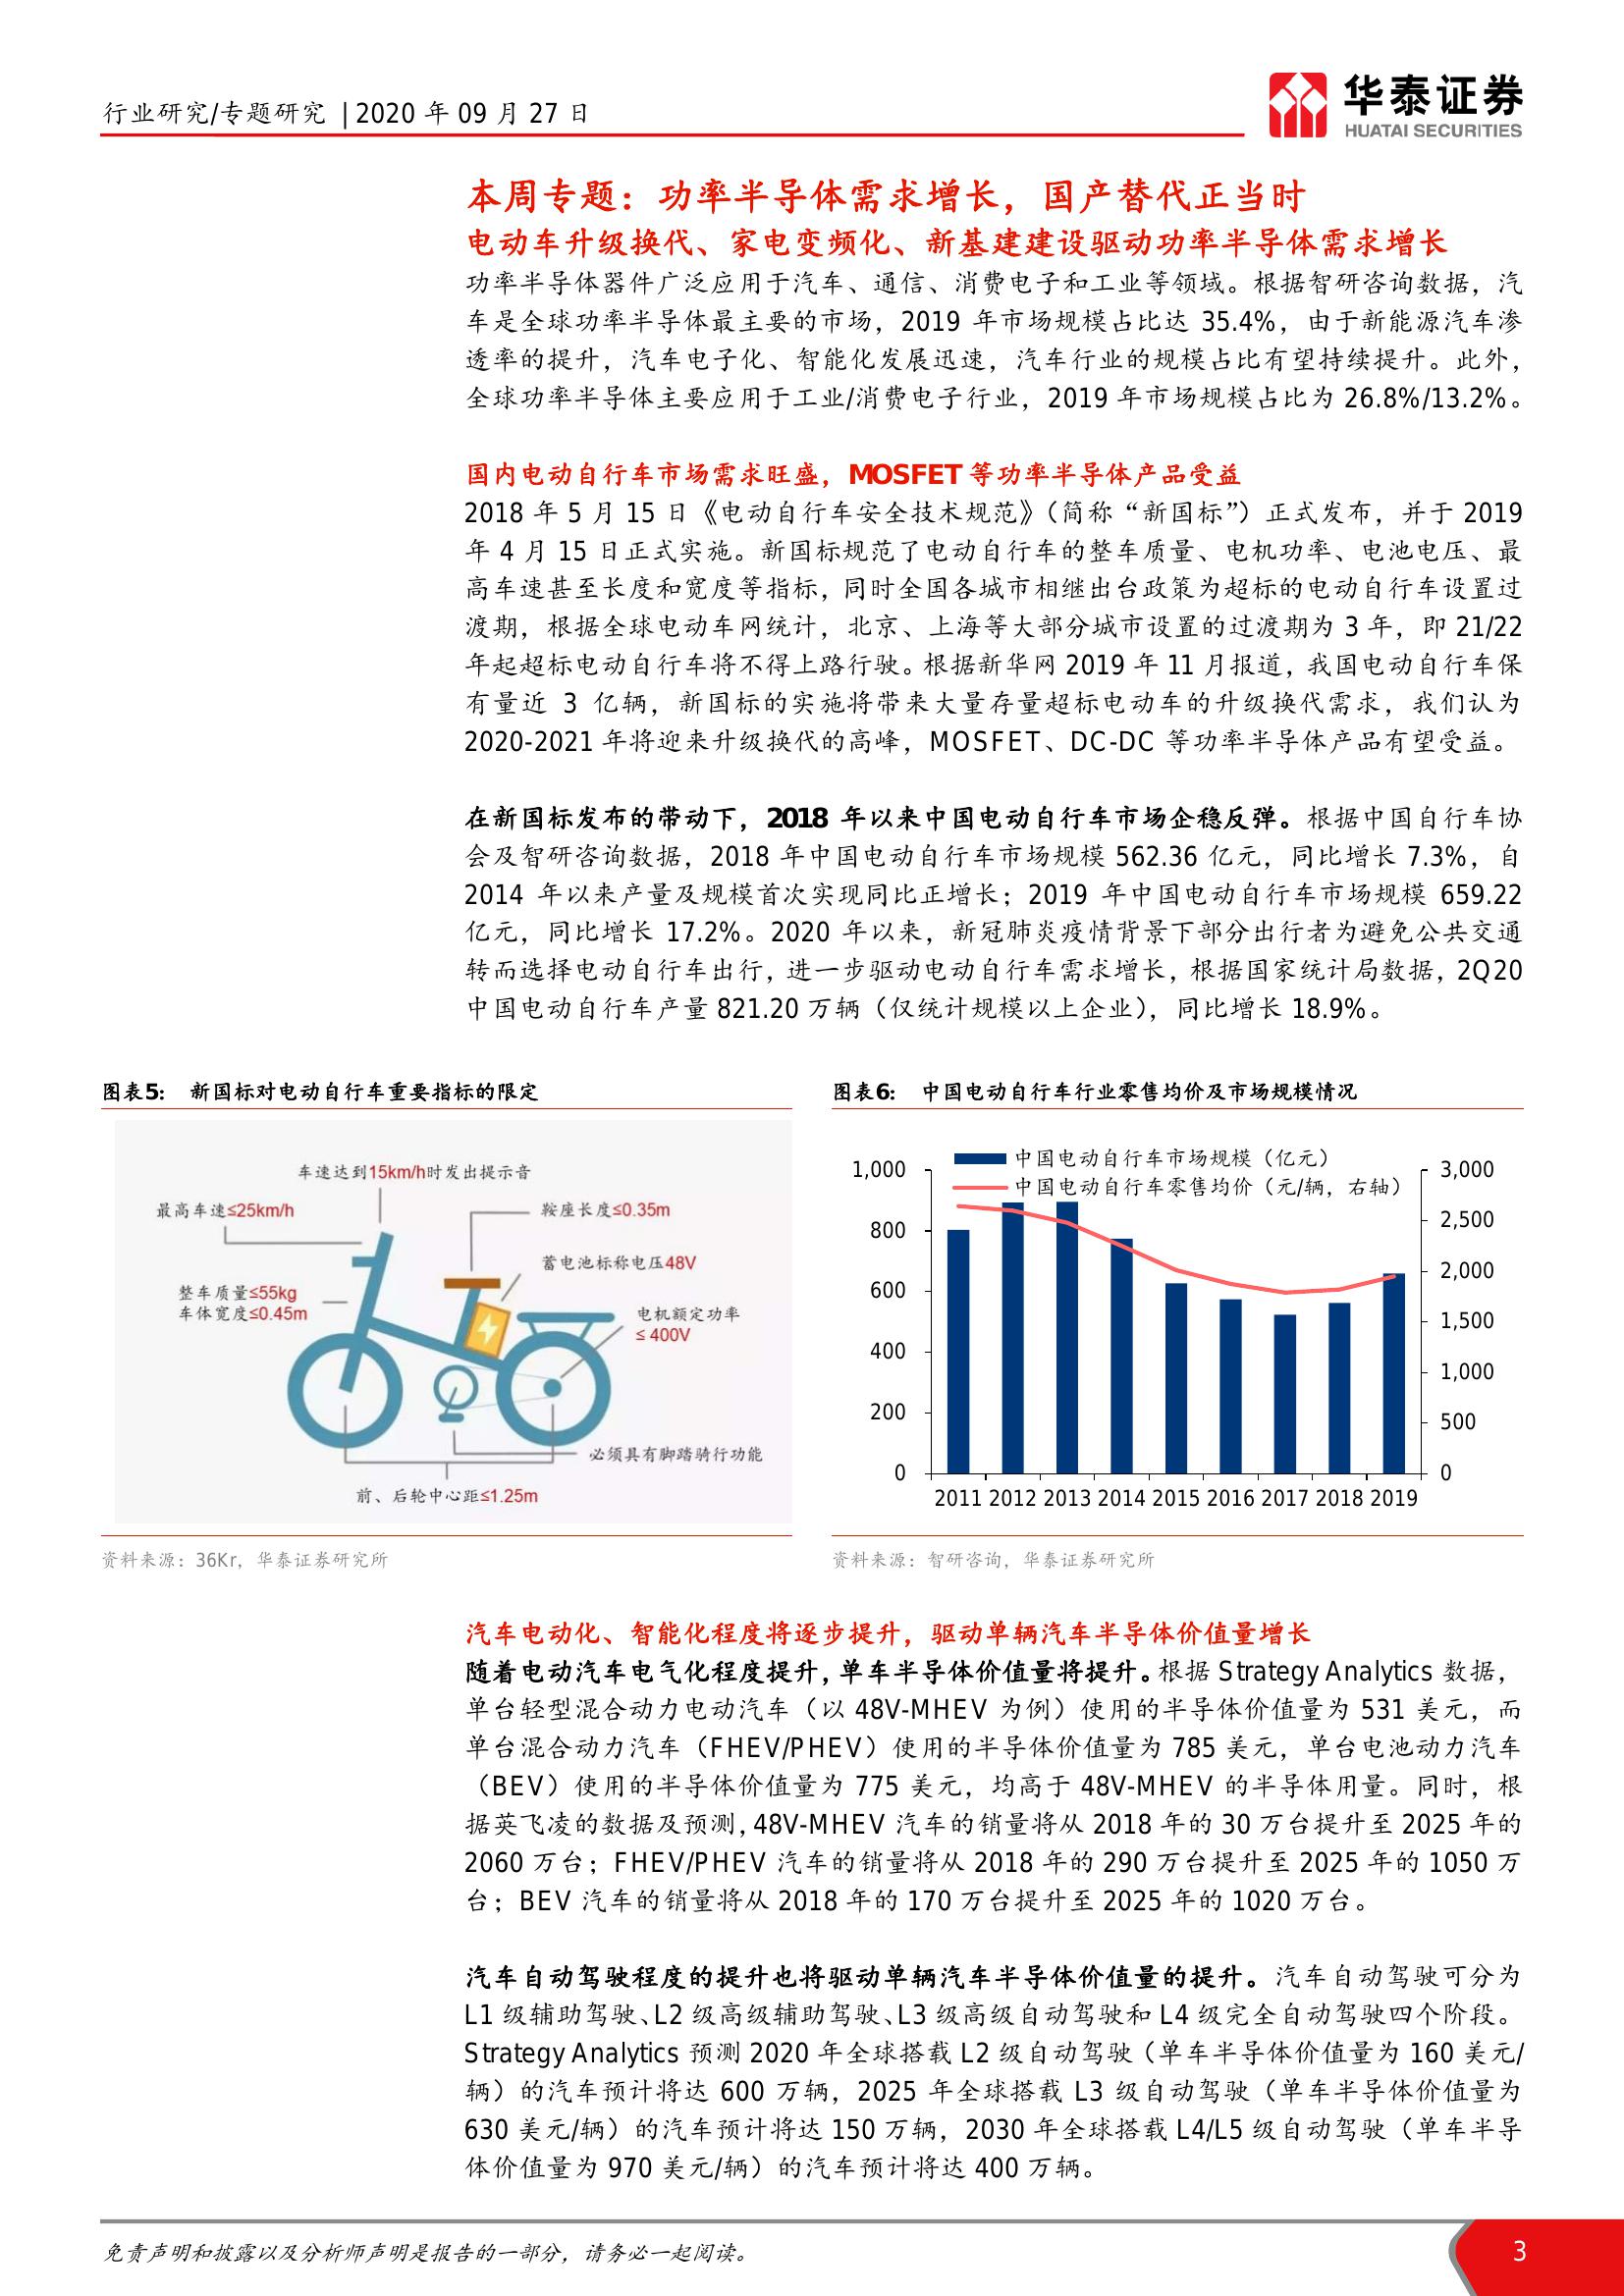 行业研究/专题研究 | 2020 年 09 月 27 日
华泰证券
HUATAI SECURITIES
本周专题：功率半导体需求增长，国产替代正当时
电动车升级换代、家电变频化、新基建建设驱动功率半导体需求增长
功率半导体器件广泛应用于汽车、通信、消费电子和工业等领域。根据智研咨询数据，汽
车是全球功率半导体最主要的市场，2019 年市场规模占比达 35.4%，由于新能源汽车渗
透率的提升，汽车电子化、智能化发展迅速，汽车行业的规模占比有望持续提升。此外，
全球功率半导体主要应用于工业/消费电子行业，2019 年市场规模占比为 26.8%/13.2%。
国内电动自行车市场需求旺盛，MOSFET 等功率半导体产品受益
2018 年 5 月 15 日《电动自行车安全技术规范》（简称“新国标”）正式发布，并于 2019
年 4 月 15 日正式实施。新国标规范了电动自行车的整车质量、电机功率、电池电压、最
高车速甚至长度和宽度等指标，同时全国各城市相继出台政策为超标的电动自行车设置过
渡期，根据全球电动车网统计，北京、上海等大部分城市设置的过渡期为 3 年，即 21/22
年起超标电动自行车将不得上路行驶。根据新华网 2019 年 11 月报道，我国电动自行车保
有量近 3 亿辆，新国标的实施将带来大量存量超标电动车的升级换代需求，我们认为
2020-2021 年将迎来升级换代的高峰，MOSFET、DC-DC 等功率半导体产品有望受益。
在新国标发布的带动下，2018 年以来中国电动自行车市场企稳反弹。根据中国自行车协
会及智研咨询数据，2018 年中国电动自行车市场规模 562.36 亿元，同比增长 7.3%，自
2014 年以来产量及规模首次实现同比正增长；2019 年中国电动自行车市场规模 659.22
亿元，同比增长 17.2%。2020 年以来，新冠肺炎疫情背景下部分出行者为避免公共交通
转而选择电动自行车出行，进一步驱动电动自行车需求增长，根据国家统计局数据，2Q20
中国电动自行车产量 821.20 万辆（仅统计规模以上企业），同比增长 18.9%。
图表5： 新国标对电动自行车重要指标的限定
车速达到15km/h时发出提示音
最高车速≤25km/h
鞍座长度≤0.35m
蓄电池标称电压48V
整车质量≤55kg
车体宽度≤0.45m
电机额定功率
≤ 400V
必须具有脚踏骑行功能
前、后轮中心距≤1.25m
资料来源：36Kr，华泰证券研究所
图表6： 中国电动自行车行业零售均价及市场规模情况
中国电动自行车市场规模（亿元）
中国电动自行车零售均价（元/辆，右轴）
1,000
800
600
400
200
0
3,000
2,500
2,000
1,500
1,000
500
0
2011 2012 2013 2014 2015 2016 2017 2018 2019
资料来源：智研咨询，华泰证券研究所
汽车电动化、智能化程度将逐步提升，驱动单辆汽车半导体价值量增长
随着电动汽车电气化程度提升，单车半导体价值量将提升。根据 Strategy Analytics 数据，
单台轻型混合动力电动汽车（以 48V-MHEV 为例）使用的半导体价值量为 531 美元，而
单台混合动力汽车（FHEV/PHEV）使用的半导体价值量为 785 美元，单台电池动力汽车
（BEV）使用的半导体价值量为 775 美元，均高于 48V-MHEV 的半导体用量。同时，根
据英飞凌的数据及预测，48V-MHEV 汽车的销量将从 2018 年的 30 万台提升至 2025 年的
2060 万台；FHEV/PHEV 汽车的销量将从 2018 年的 290 万台提升至 2025 年的 1050 万
台；BEV 汽车的销量将从 2018 年的 170 万台提升至 2025 年的 1020 万台。
汽车自动驾驶程度的提升也将驱动单辆汽车半导体价值量的提升。汽车自动驾驶可分为
L1 级辅助驾驶、L2 级高级辅助驾驶、L3 级高级自动驾驶和 L4 级完全自动驾驶四个阶段。
Strategy Analytics 预测 2020 年全球搭载 L2 级自动驾驶（单车半导体价值量为 160 美元/
辆）的汽车预计将达 600 万辆，2025 年全球搭载 L3 级自动驾驶（单车半导体价值量为
630 美元/辆）的汽车预计将达 150 万辆，2030 年全球搭载 L4/L5 级自动驾驶（单车半导
体价值量为 970 美元/辆）的汽车预计将达 400 万辆。
免责声明和披露以及分析师声明是报告的一部分，请务必一起阅读。
3